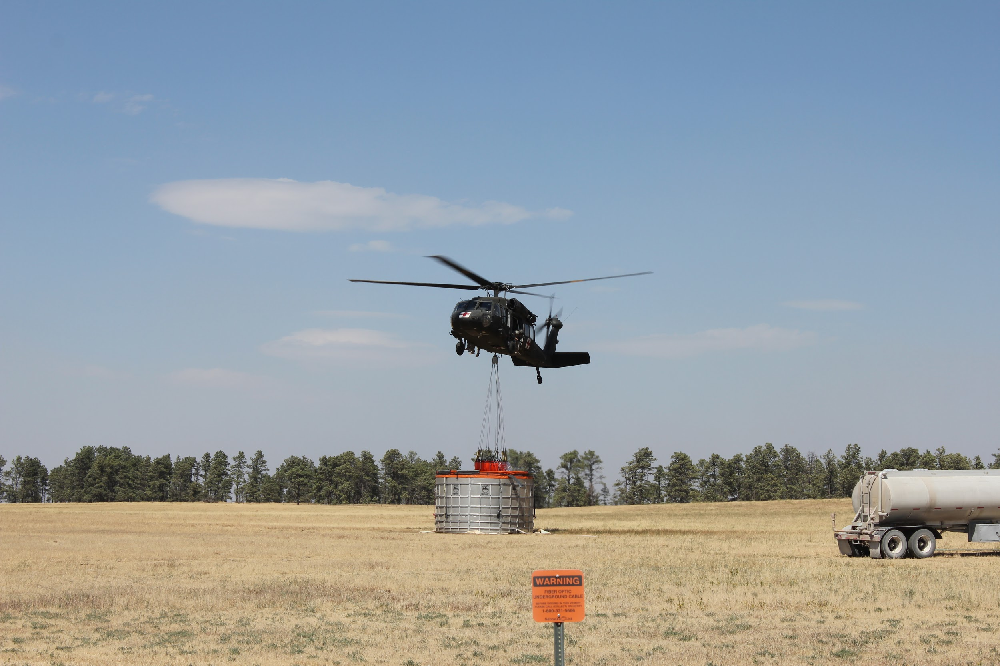 WARNING
FIBER OPTIC
UNDERGROUND CABLE
BEFORE DIGGING IN THIS VICINITY
PLEASE CALL (COLLECT) OR NOTIFY
1-800-331-5666
NebraskaLink